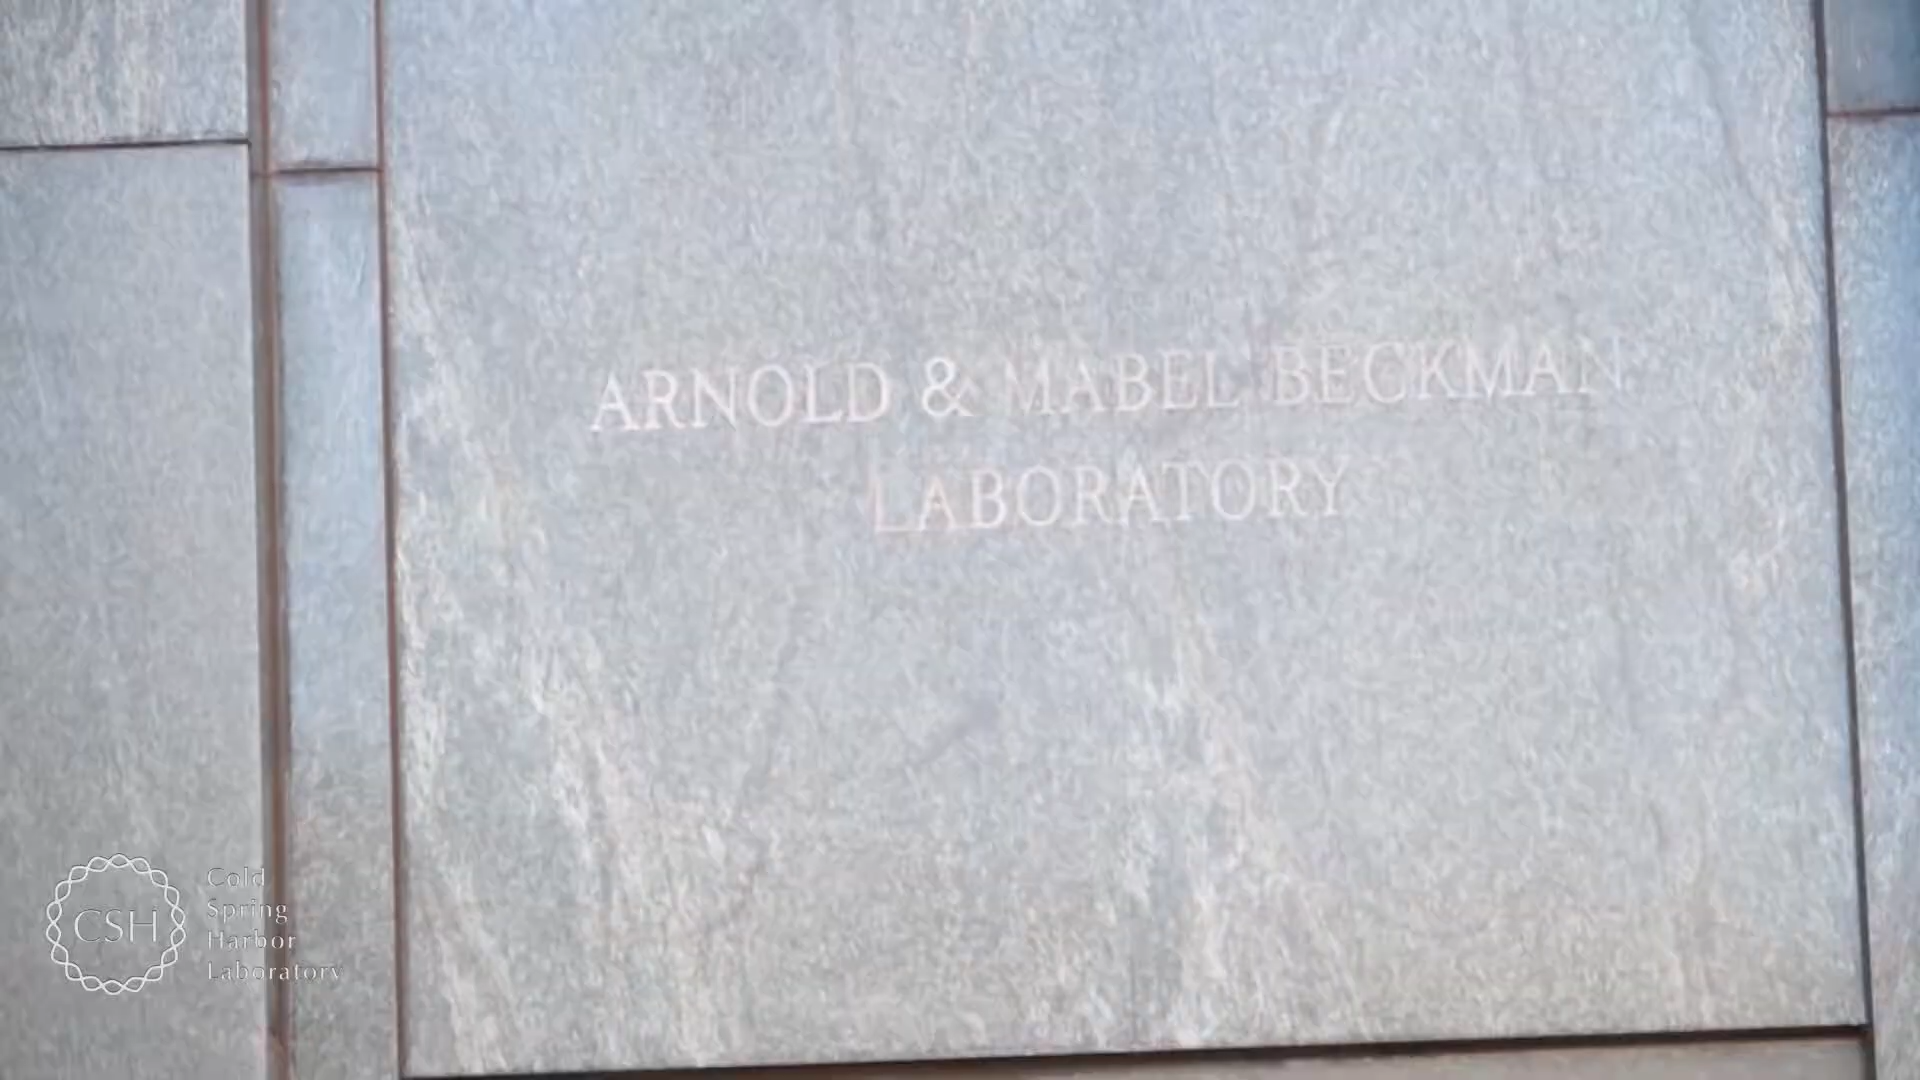 ARNOLD & MABEL BECKMAN
LABORATORY
CSH
Cold
Spring
Harbor
Laboratory